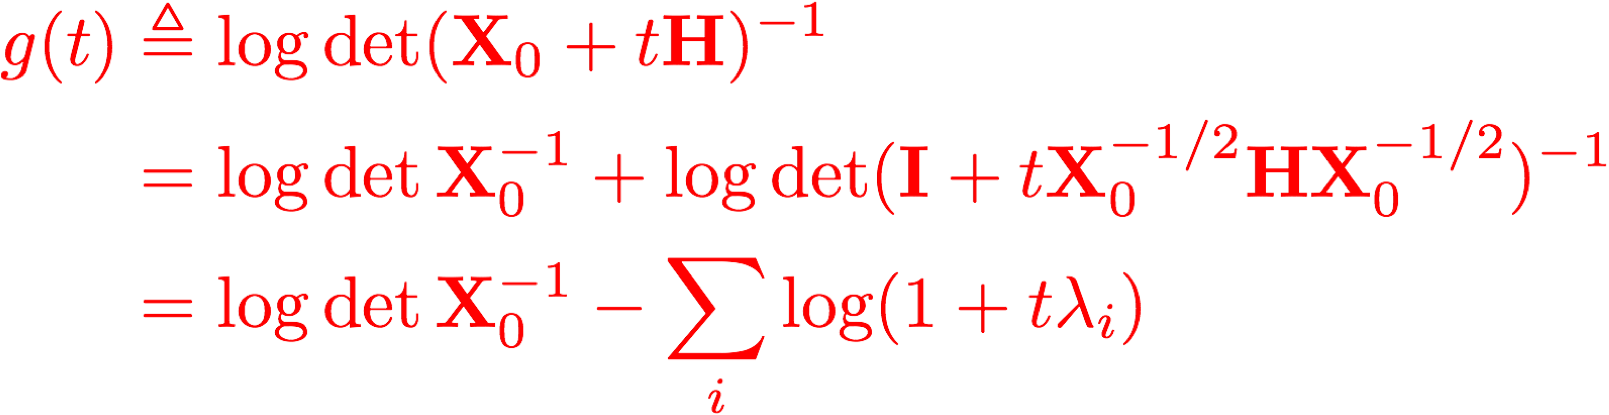 g(t) ≜ log det(𝐗₀ + t𝐇)⁻¹
= log det 𝐗₀⁻¹ + log det(𝐈 + t𝐗₀^{-1/2}𝐇𝐗₀^{-1/2})⁻¹
= log det 𝐗₀⁻¹ − ∑ᵢ log(1 + tλᵢ)